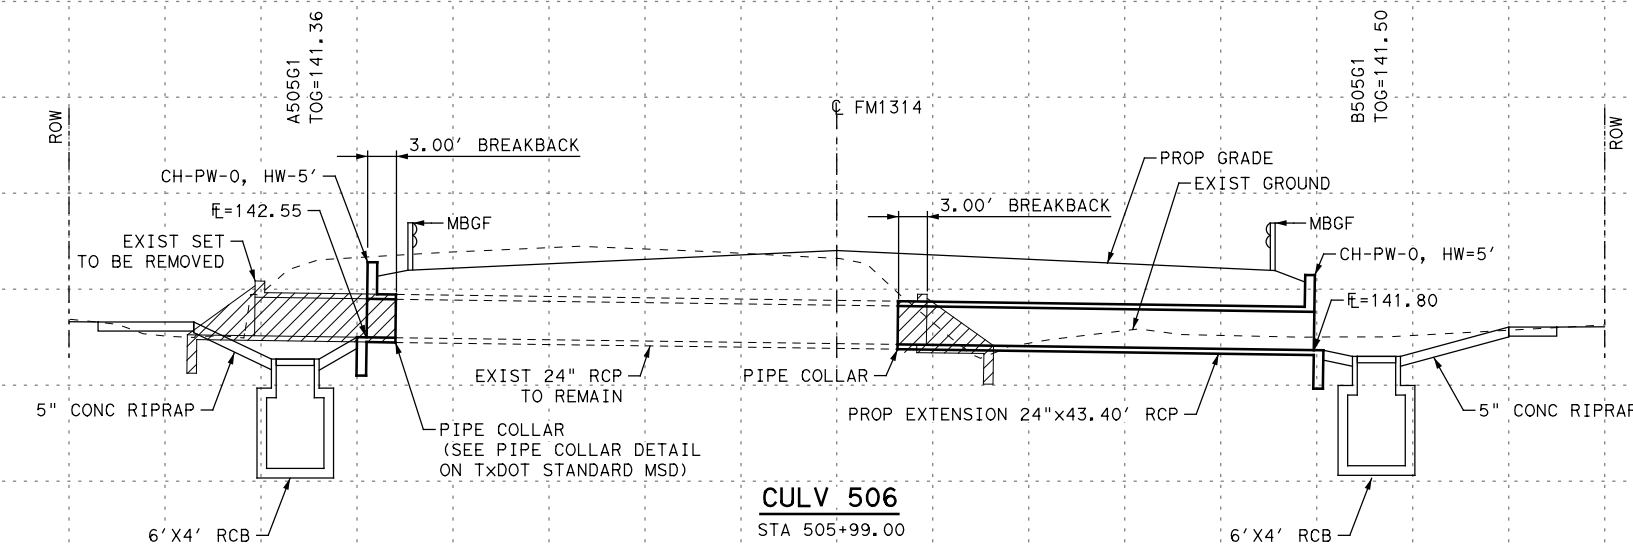 A505G1
TOG=141.36
B505G1
TOG=141.50
ROW
℄ FM1314
ROW
3.00' BREAKBACK
CH-PW-0, HW-5'
PROP GRADE
EXIST GROUND
FL=142.55
3.00' BREAKBACK
MBGF
MBGF
EXIST SET
TO BE REMOVED
CH-PW-0, HW=5'
FL=141.80
EXIST 24" RCP
TO REMAIN
PIPE COLLAR
5" CONC RIPRAP
PROP EXTENSION 24"x43.40' RCP
5" CONC RIPRAP
PIPE COLLAR
(SEE PIPE COLLAR DETAIL
ON TxDOT STANDARD MSD)
CULV 506
STA 505+99.00
6'X4' RCB
6'X4' RCB